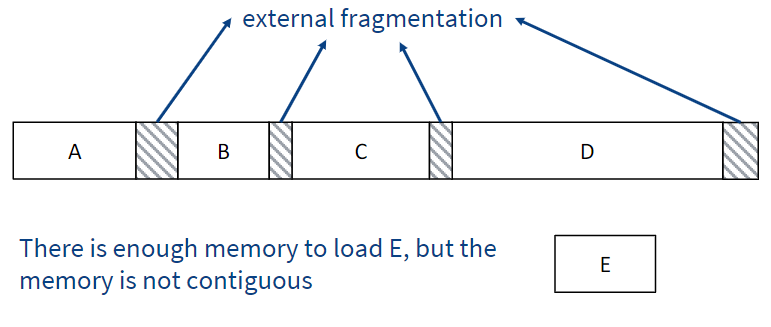 external fragmentation
A
B
C
D
There is enough memory to load E, but the
memory is not contiguous
E